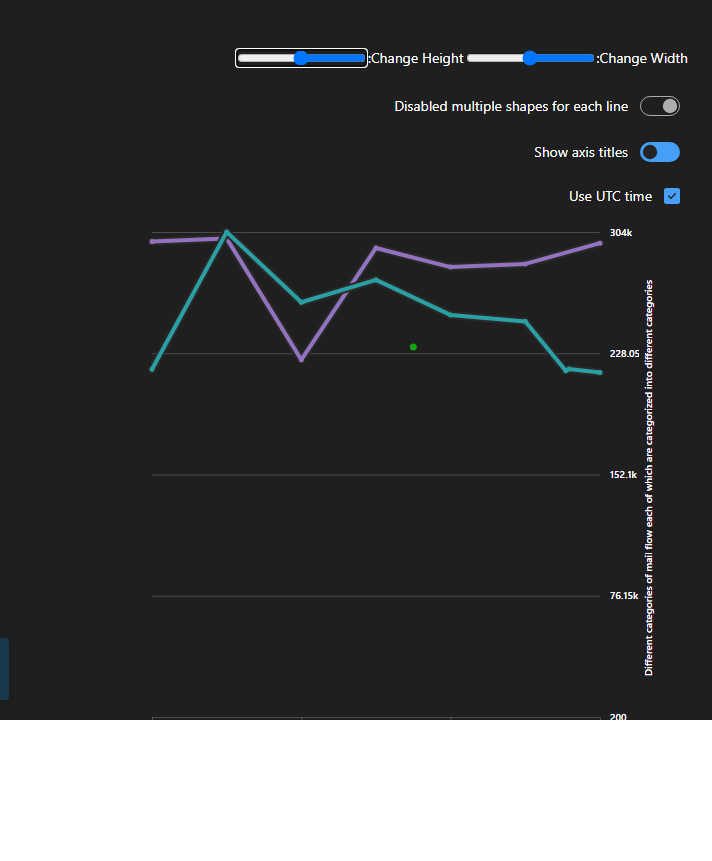 :Change Height :Change Width
Disabled multiple shapes for each line
Show axis titles
Use UTC time
304k
228.05
152.1k
76.15k
200
Different categories of mail flow each of which are categorized into different categories